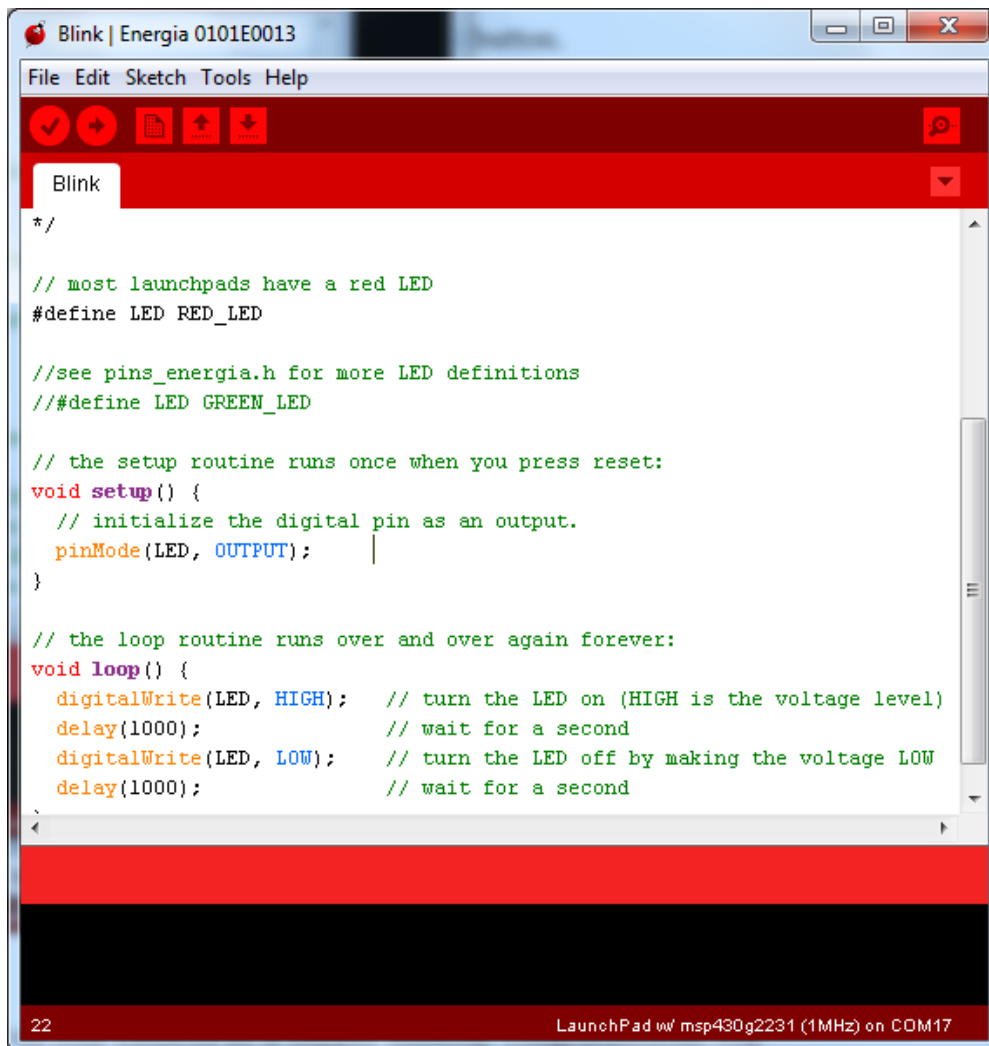 Blink | Energia 0101E0013
File Edit Sketch Tools Help
Blink
*/
// most launchpads have a red LED
#define LED RED_LED
//see pins_energia.h for more LED definitions
//#define LED GREEN_LED
// the setup routine runs once when you press reset:
void setup() {
  // initialize the digital pin as an output.
  pinMode(LED, OUTPUT);
}
// the loop routine runs over and over again forever:
void loop() {
  digitalWrite(LED, HIGH);   // turn the LED on (HIGH is the voltage level)
  delay(1000);               // wait for a second
  digitalWrite(LED, LOW);    // turn the LED off by making the voltage LOW
  delay(1000);               // wait for a second
22
LaunchPad w/ msp430g2231 (1MHz) on COM17